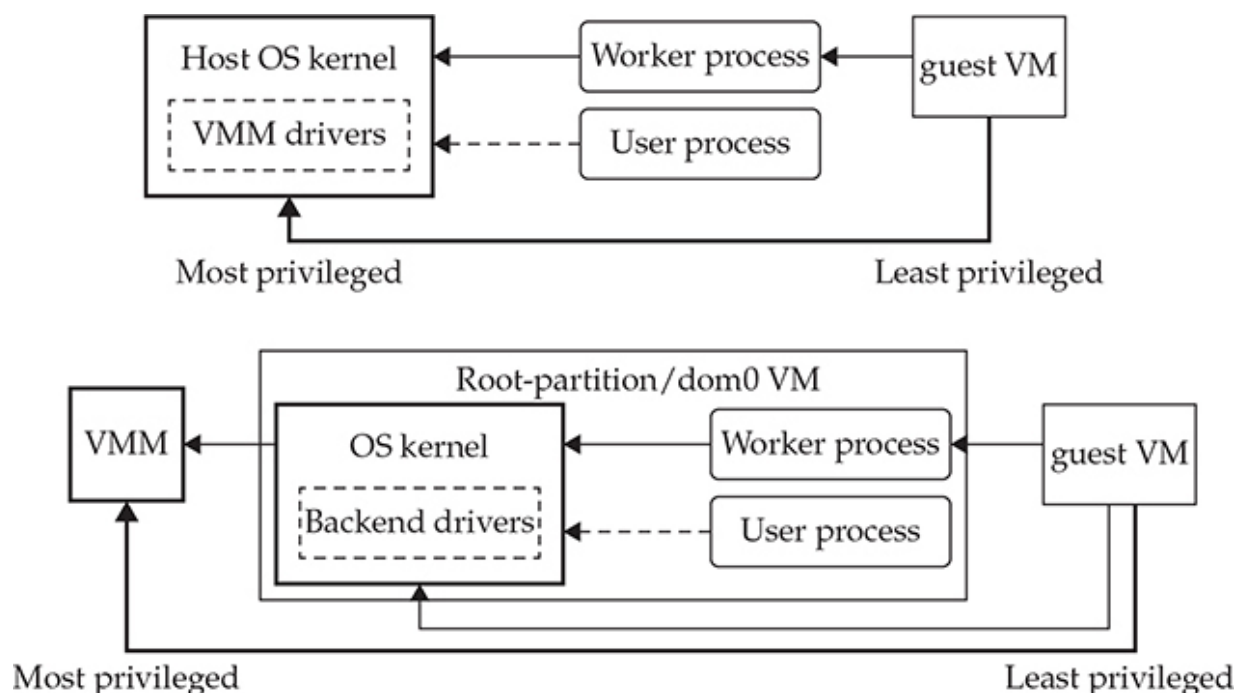 Host OS kernel
VMM drivers
Worker process
User process
guest VM
Most privileged
Least privileged
Root-partition/dom0 VM
VMM
OS kernel
Backend drivers
Worker process
User process
guest VM
Most privileged
Least privileged